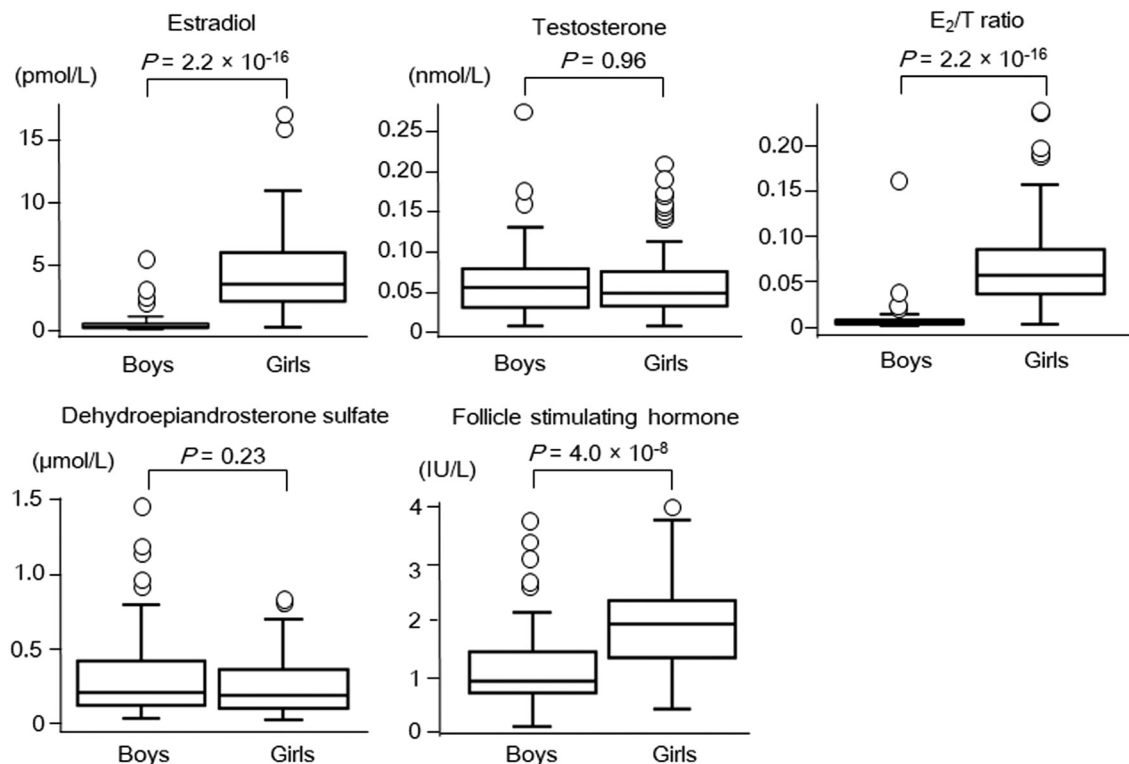 Estradiol
P = 2.2 × 10-16
(pmol/L)
15
10
5
0
Boys Girls
Testosterone
P = 0.96
(nmol/L)
0.25
0.20
0.15
0.10
0.05
0
Boys Girls
E2/T ratio
P = 2.2 × 10-16
0.20
0.15
0.10
0.05
0
Boys Girls
Dehydroepiandrosterone sulfate
P = 0.23
(μmol/L)
1.5
1.0
0.5
0
Boys Girls
Follicle stimulating hormone
P = 4.0 × 10-8
(IU/L)
4
3
2
1
0
Boys Girls